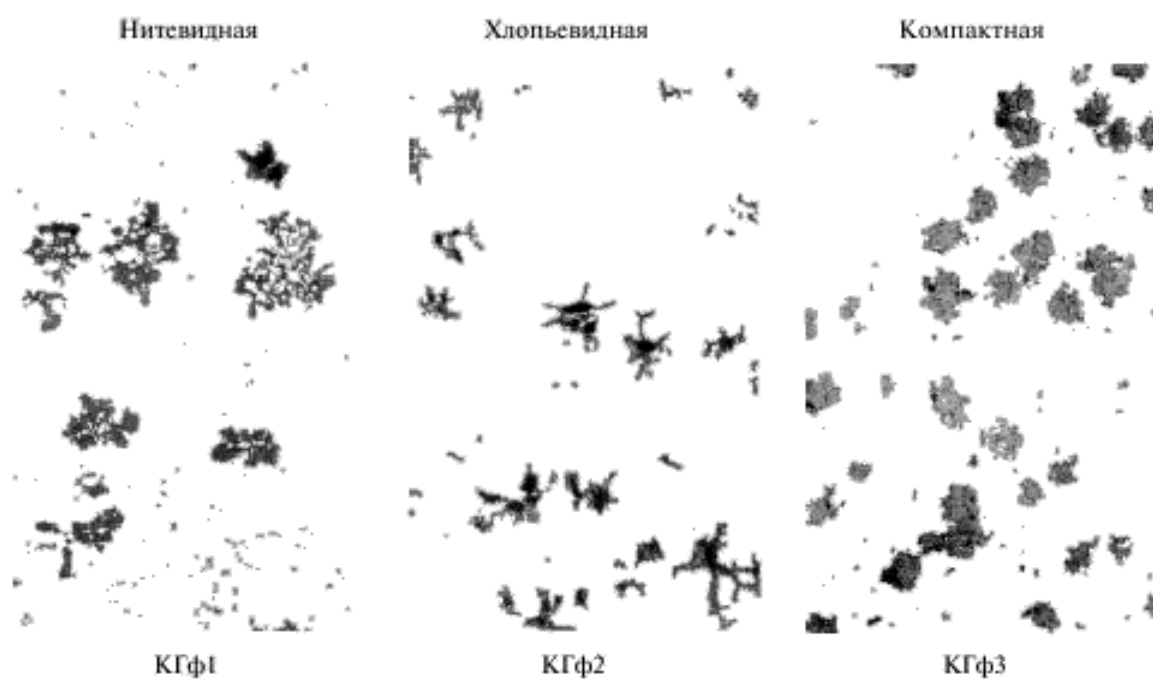 Нитевидная Хлопьевидная Компактная
КГф1 КГф2 КГф3